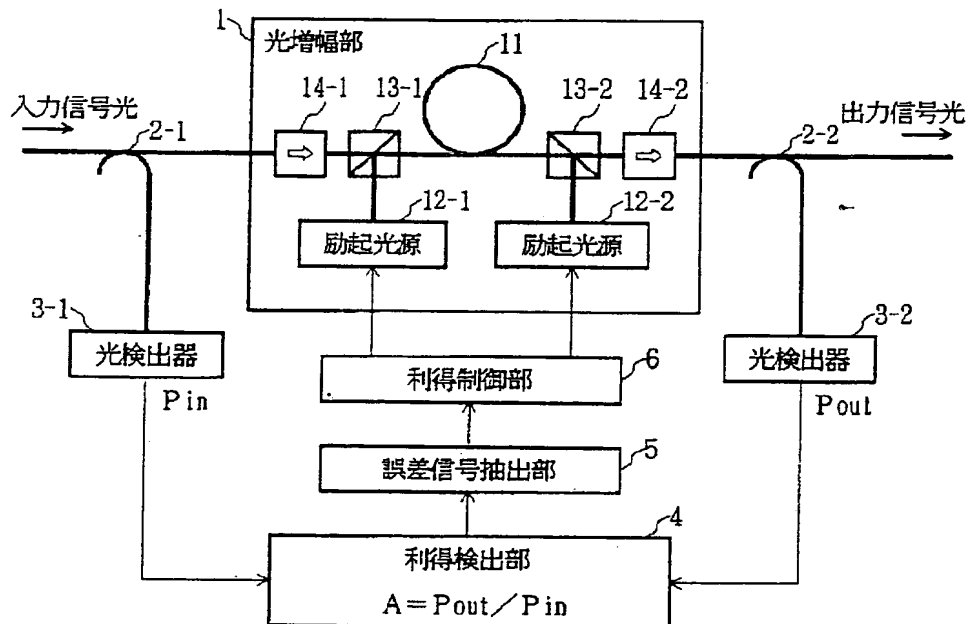 1
光増幅部
11
14-1
13-1
13-2
14-2
入力信号光
2-1
出力信号光
2-2
12-1
12-2
励起光源
励起光源
3-1
3-2
光検出器
光検出器
Pin
Pout
利得制御部
6
誤差信号抽出部
5
4
利得検出部
A=Pout/Pin